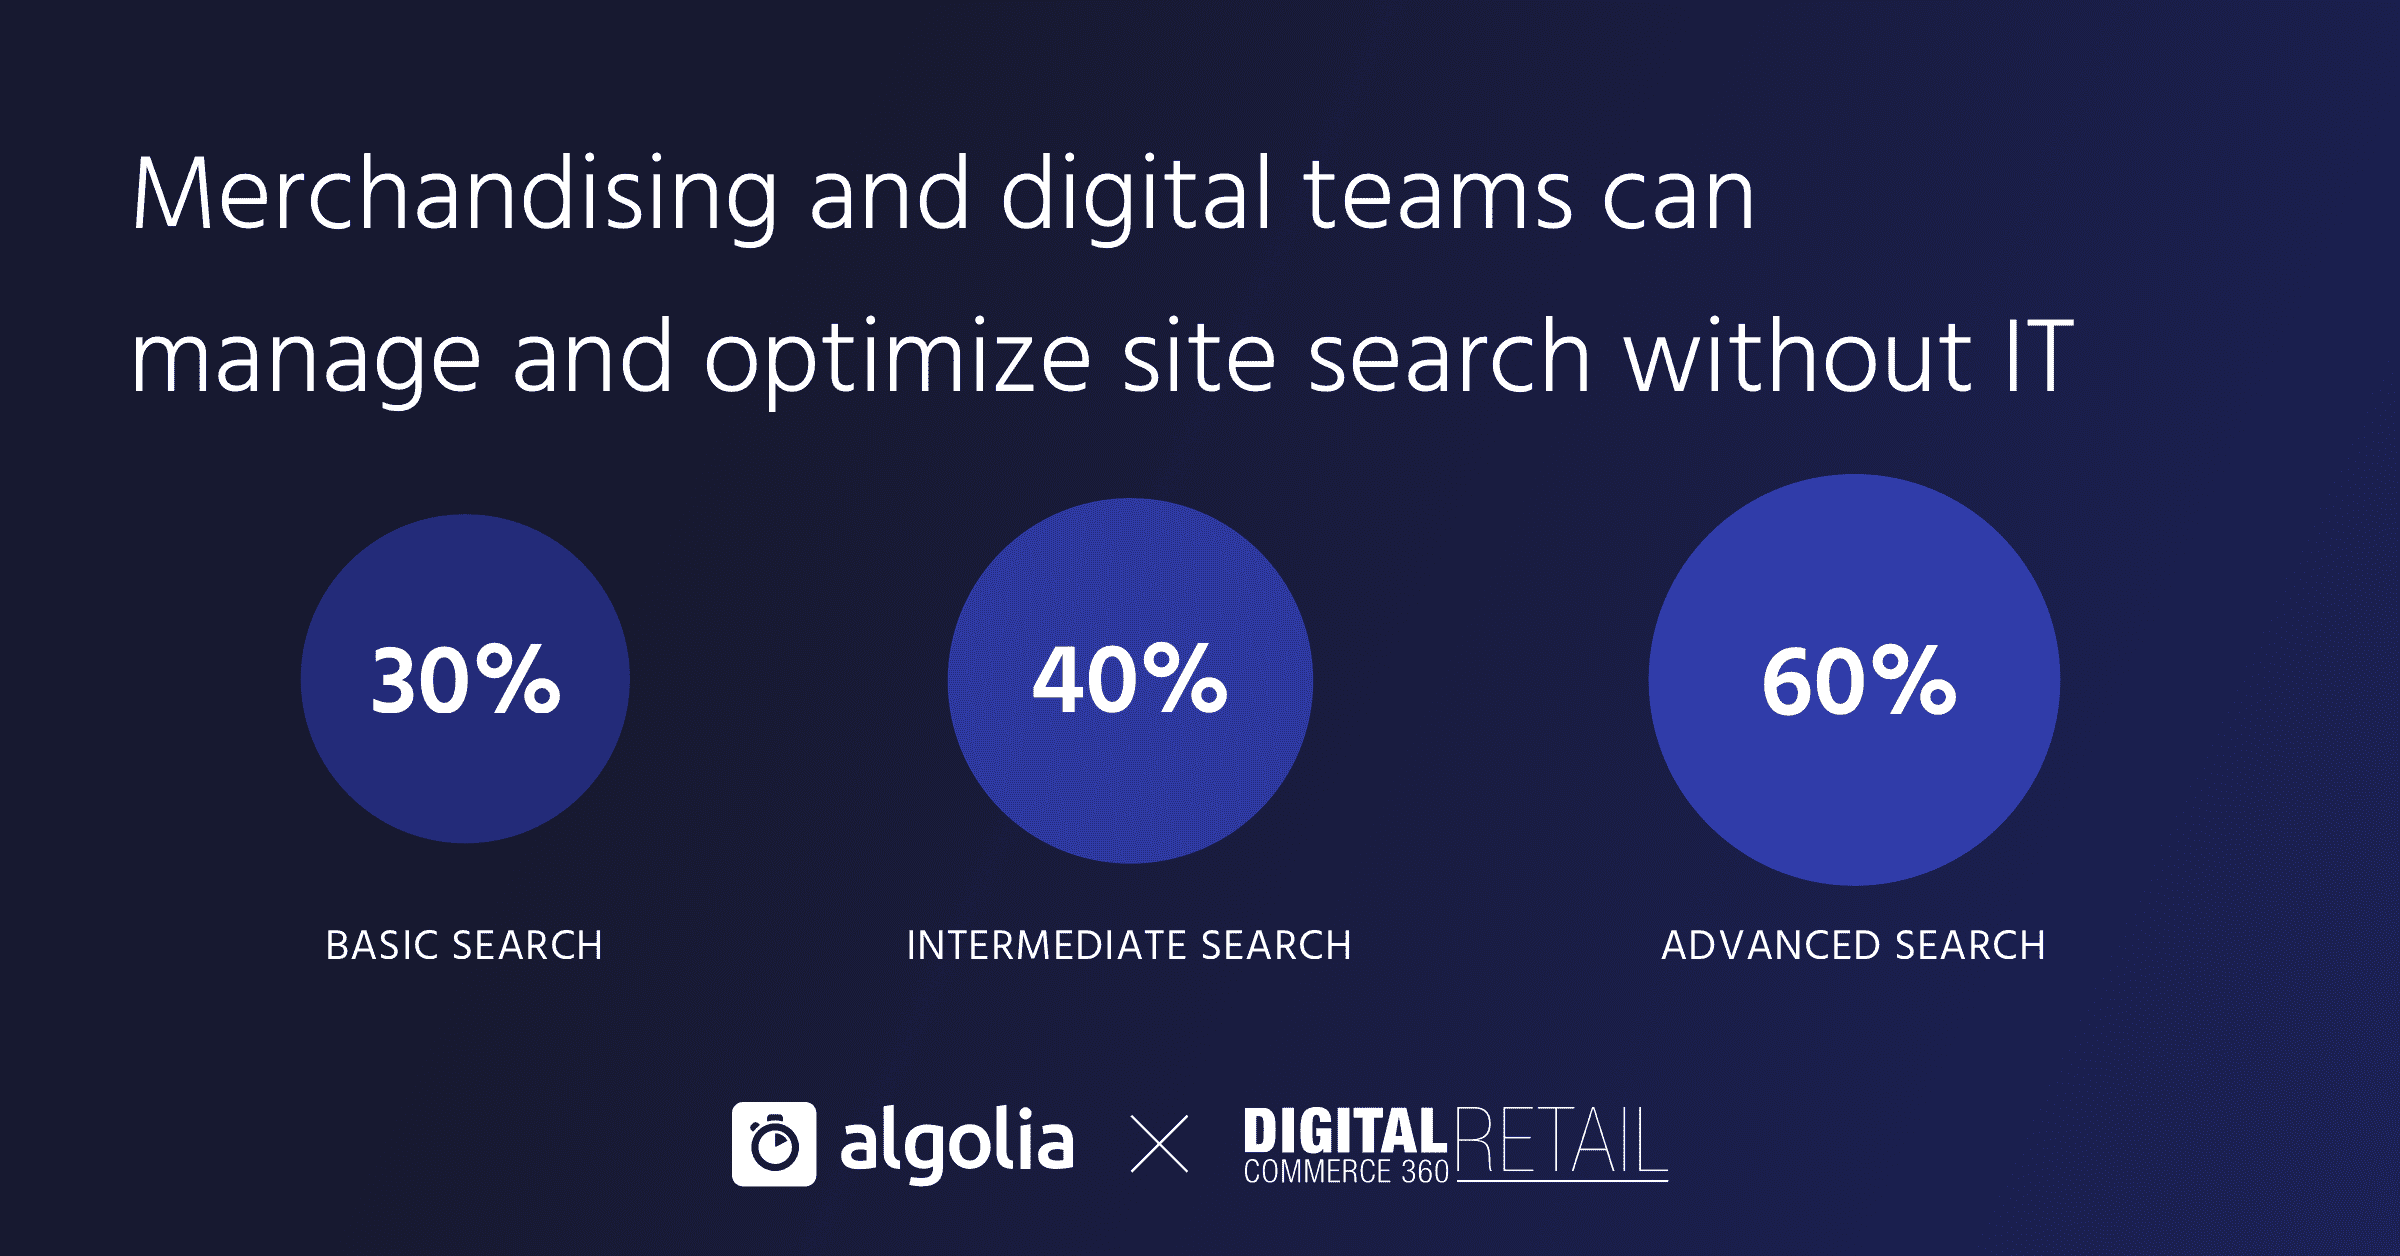 Merchandising and digital teams can
manage and optimize site search without IT
30%
40%
60%
BASIC SEARCH
INTERMEDIATE SEARCH
ADVANCED SEARCH
algolia
DIGITAL
COMMERCE 360
RETAIL